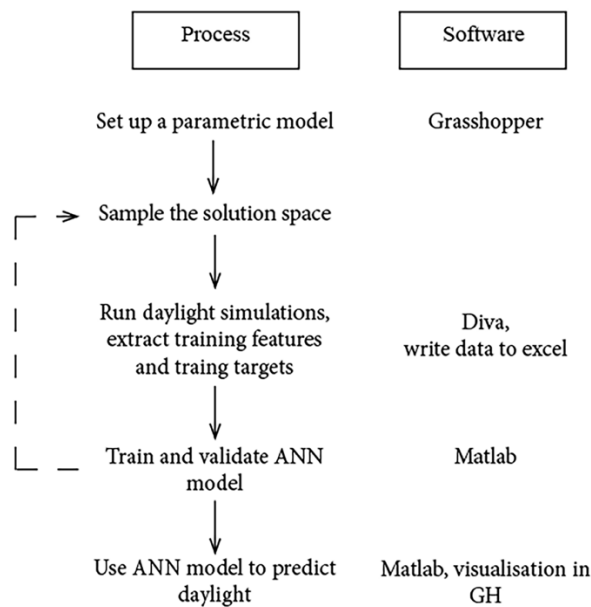 Process
Software
Set up a parametric model
Grasshopper
Sample the solution space
Run daylight simulations,
extract training features
and traing targets
Diva,
write data to excel
Train and validate ANN
model
Matlab
Use ANN model to predict
daylight
Matlab, visualisation in
GH